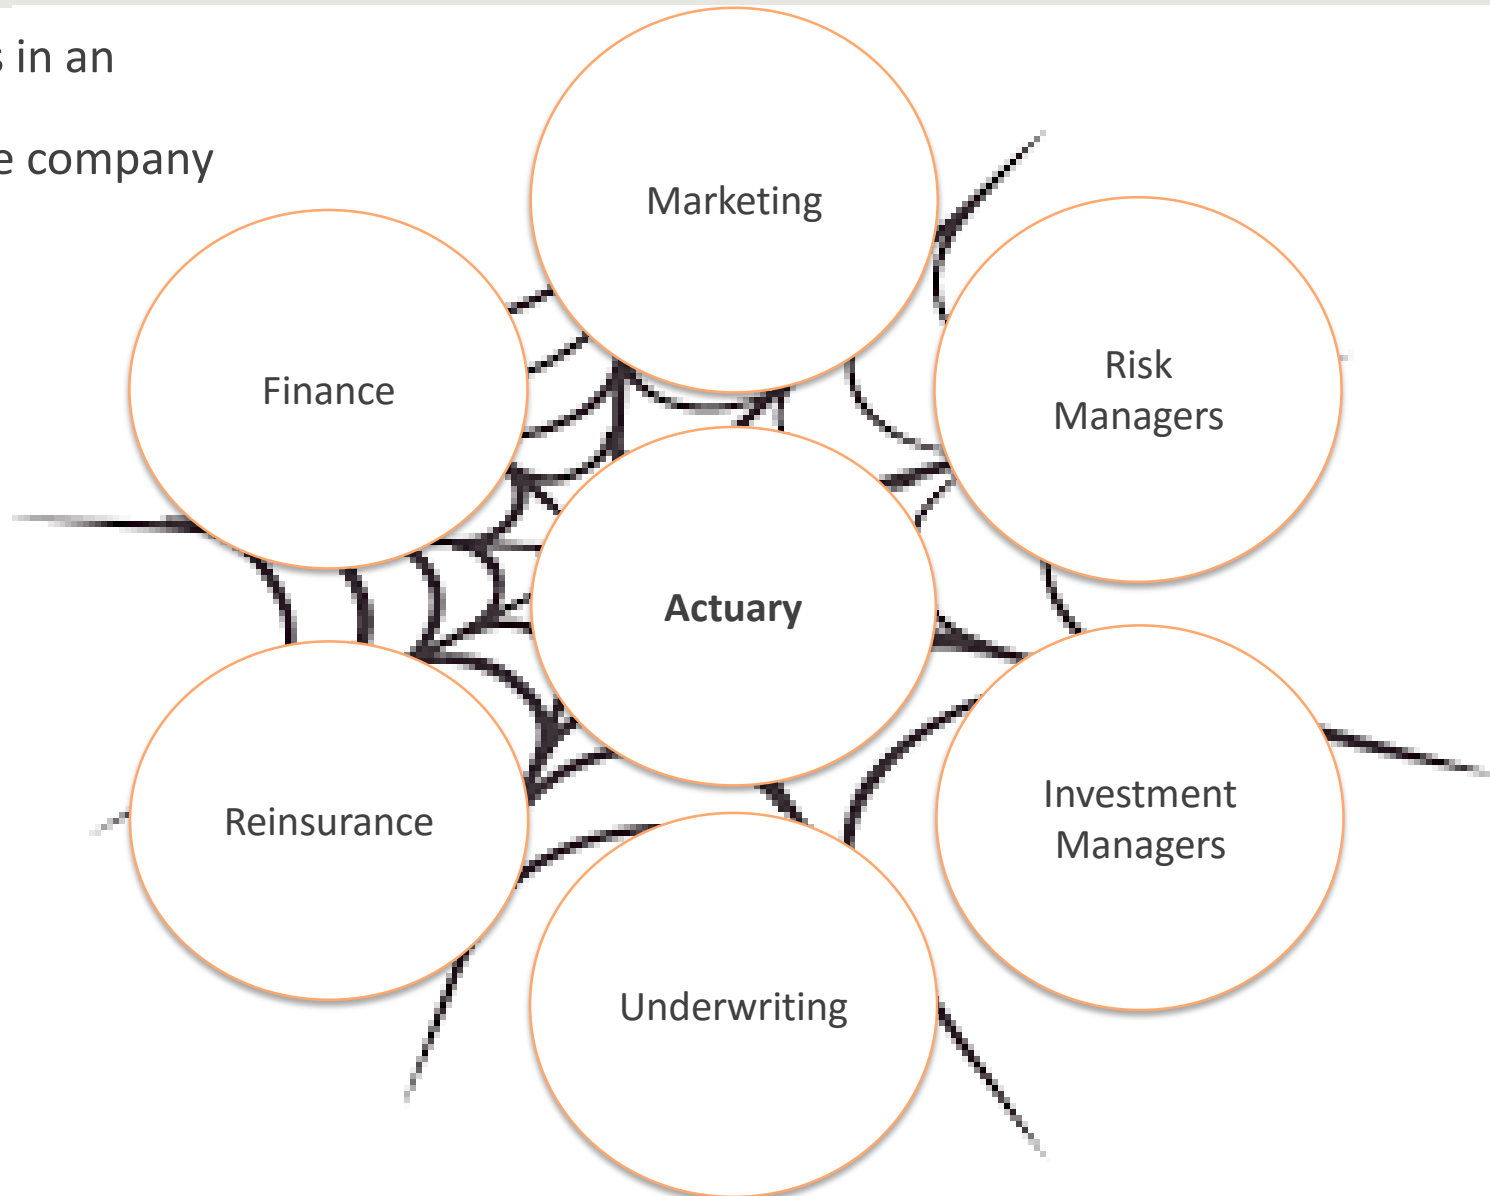 s in an
e company
Marketing
Finance
Risk
Managers
Actuary
Reinsurance
Investment
Managers
Underwriting